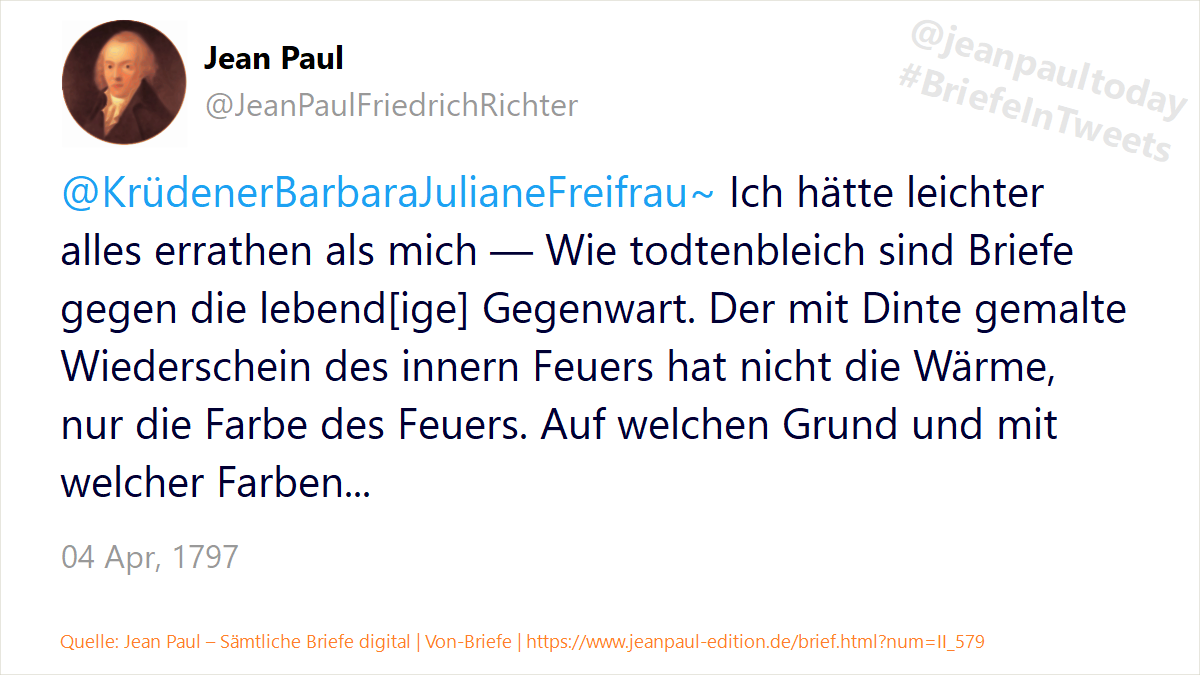 Jean Paul
@JeanPaulFriedrichRichter
@jeanpaultoday
#BriefeInTweets
@KrüdenerBarbaraJulianeFreifrau~ Ich hätte leichter
alles errathen als mich — Wie todtenbleich sind Briefe
gegen die lebend[ige] Gegenwart. Der mit Dinte gemalte
Wiederschein des innern Feuers hat nicht die Wärme,
nur die Farbe des Feuers. Auf welchen Grund und mit
welcher Farben...
04 Apr, 1797
Quelle: Jean Paul – Sämtliche Briefe digital | Von-Briefe | https://www.jeanpaul-edition.de/brief.html?num=II_579